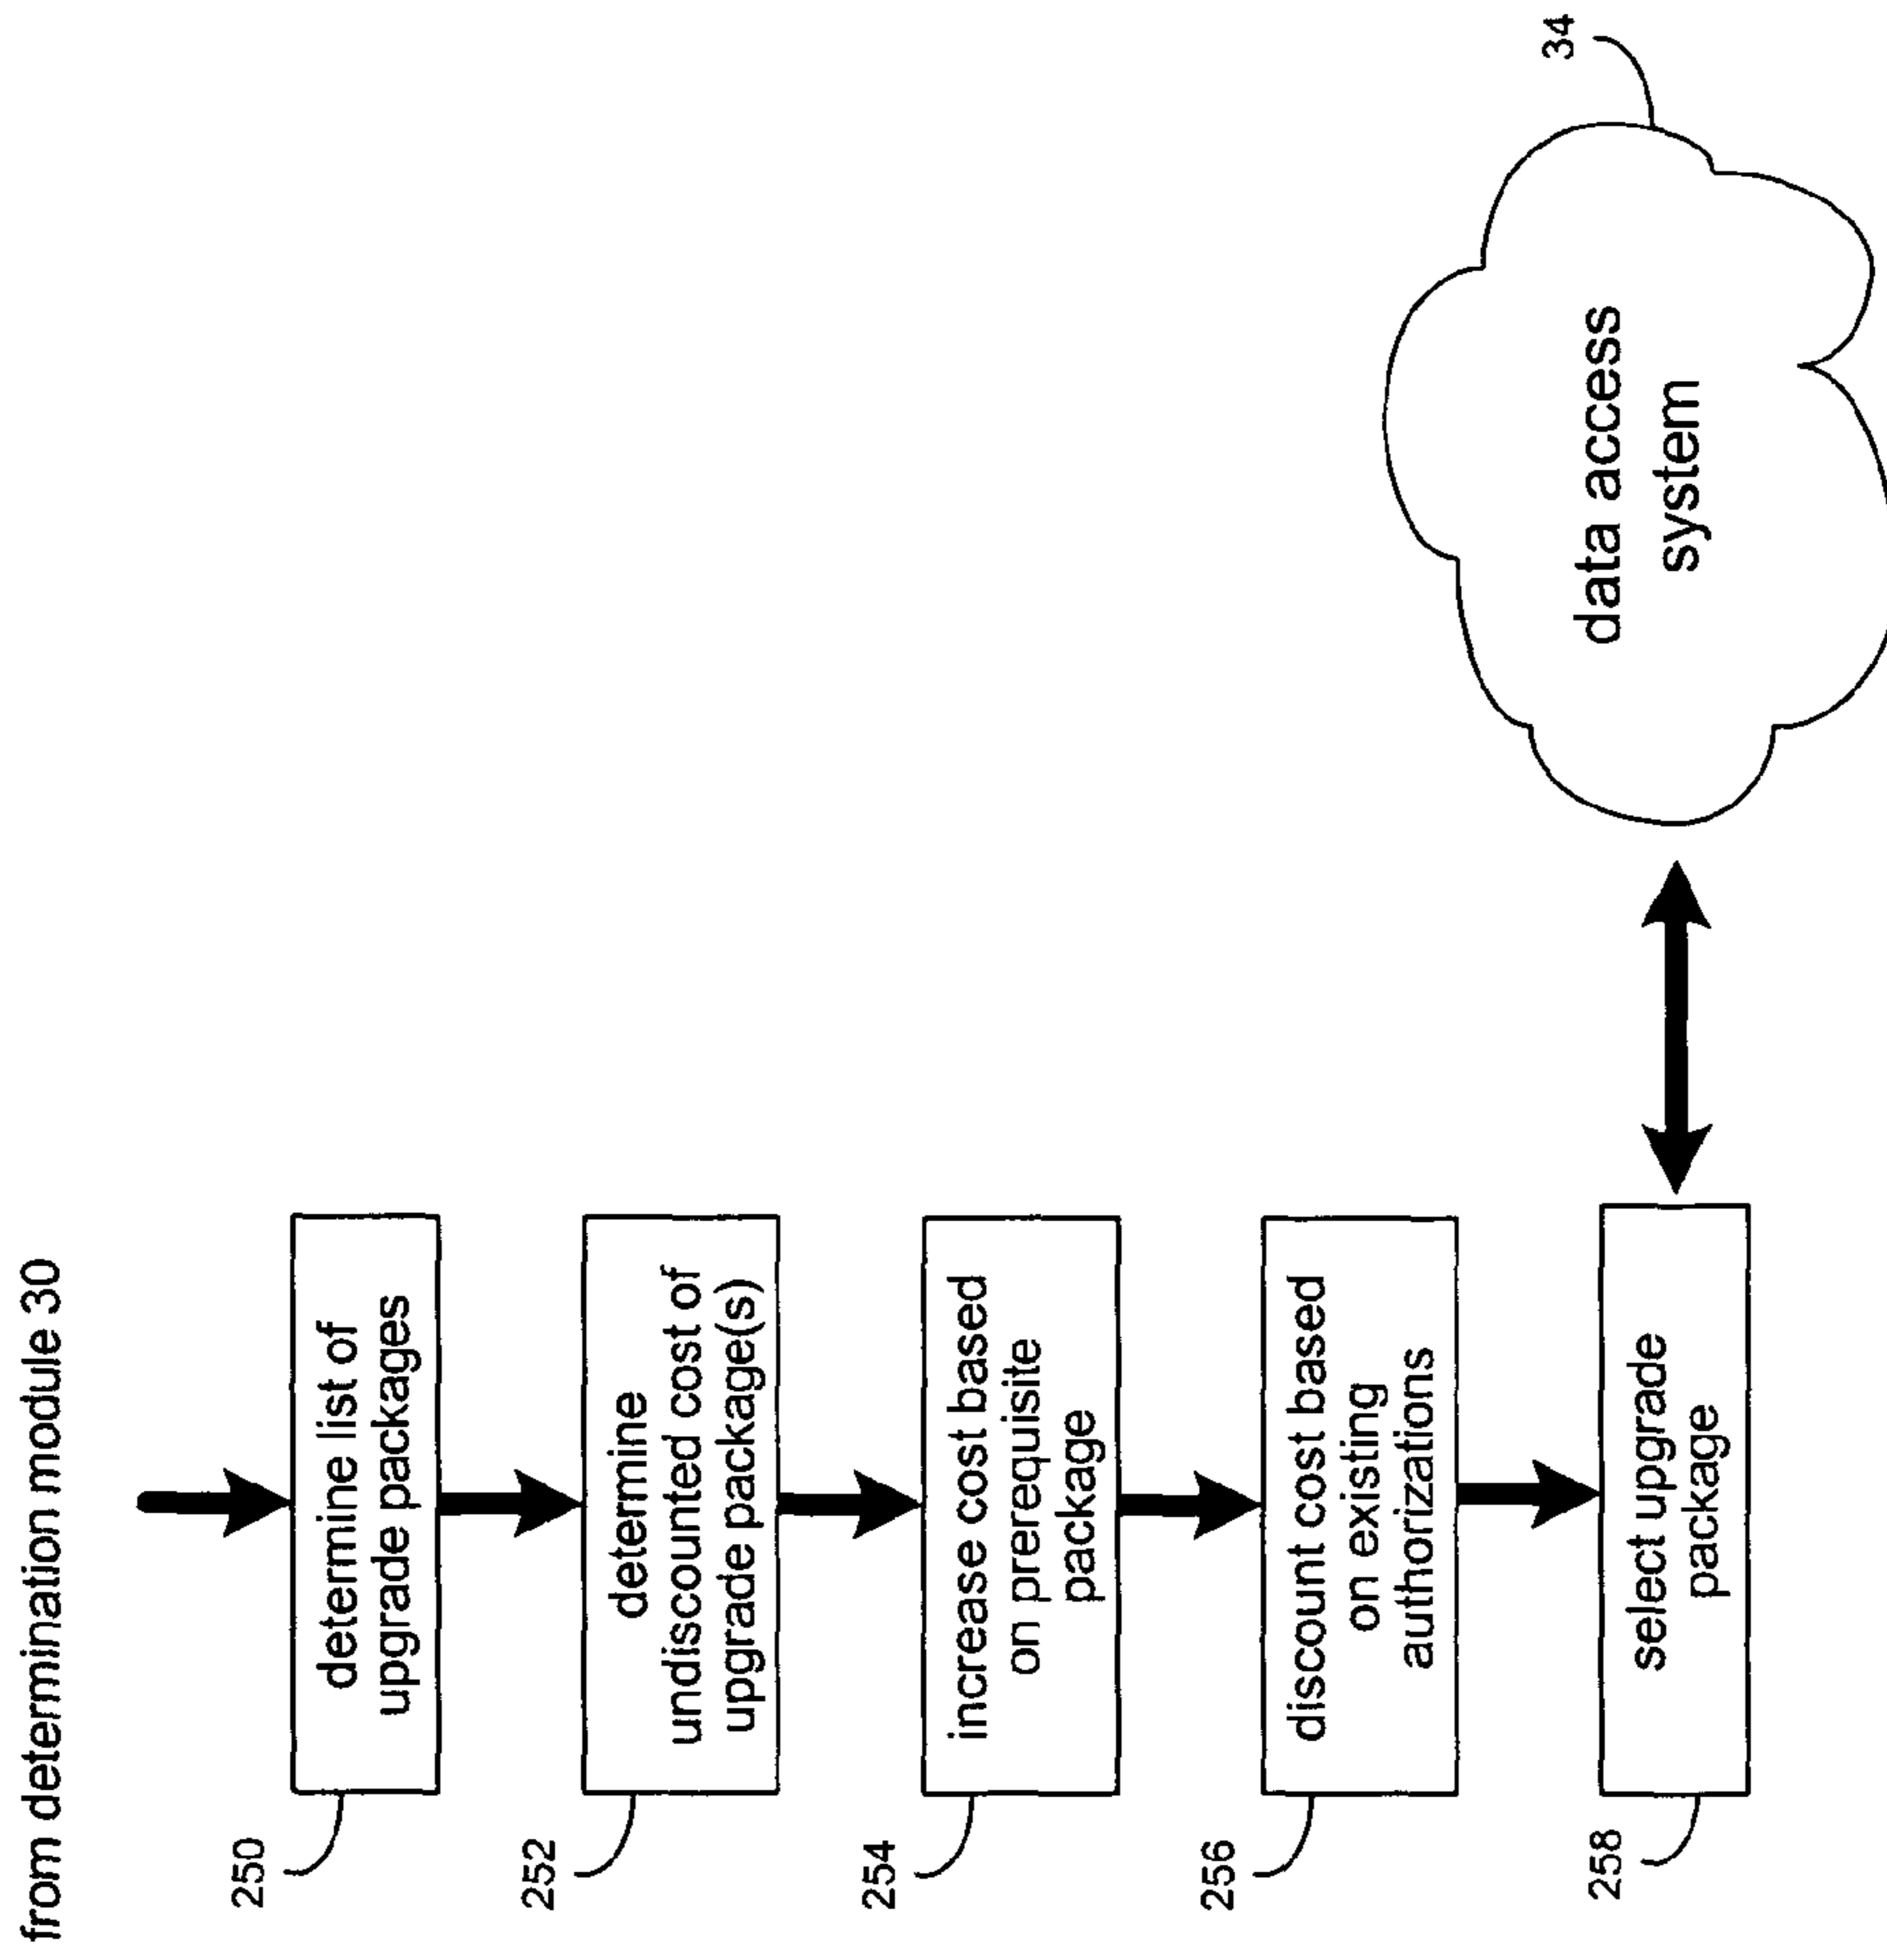 from determination module 30
250
determine list of
upgrade packages
252
determine
undiscounted cost of
upgrade package(s)
254
increase cost based
on prerequisite
package
256
discount cost based
on existing
authorizations
258
select upgrade
package
34
data access
system